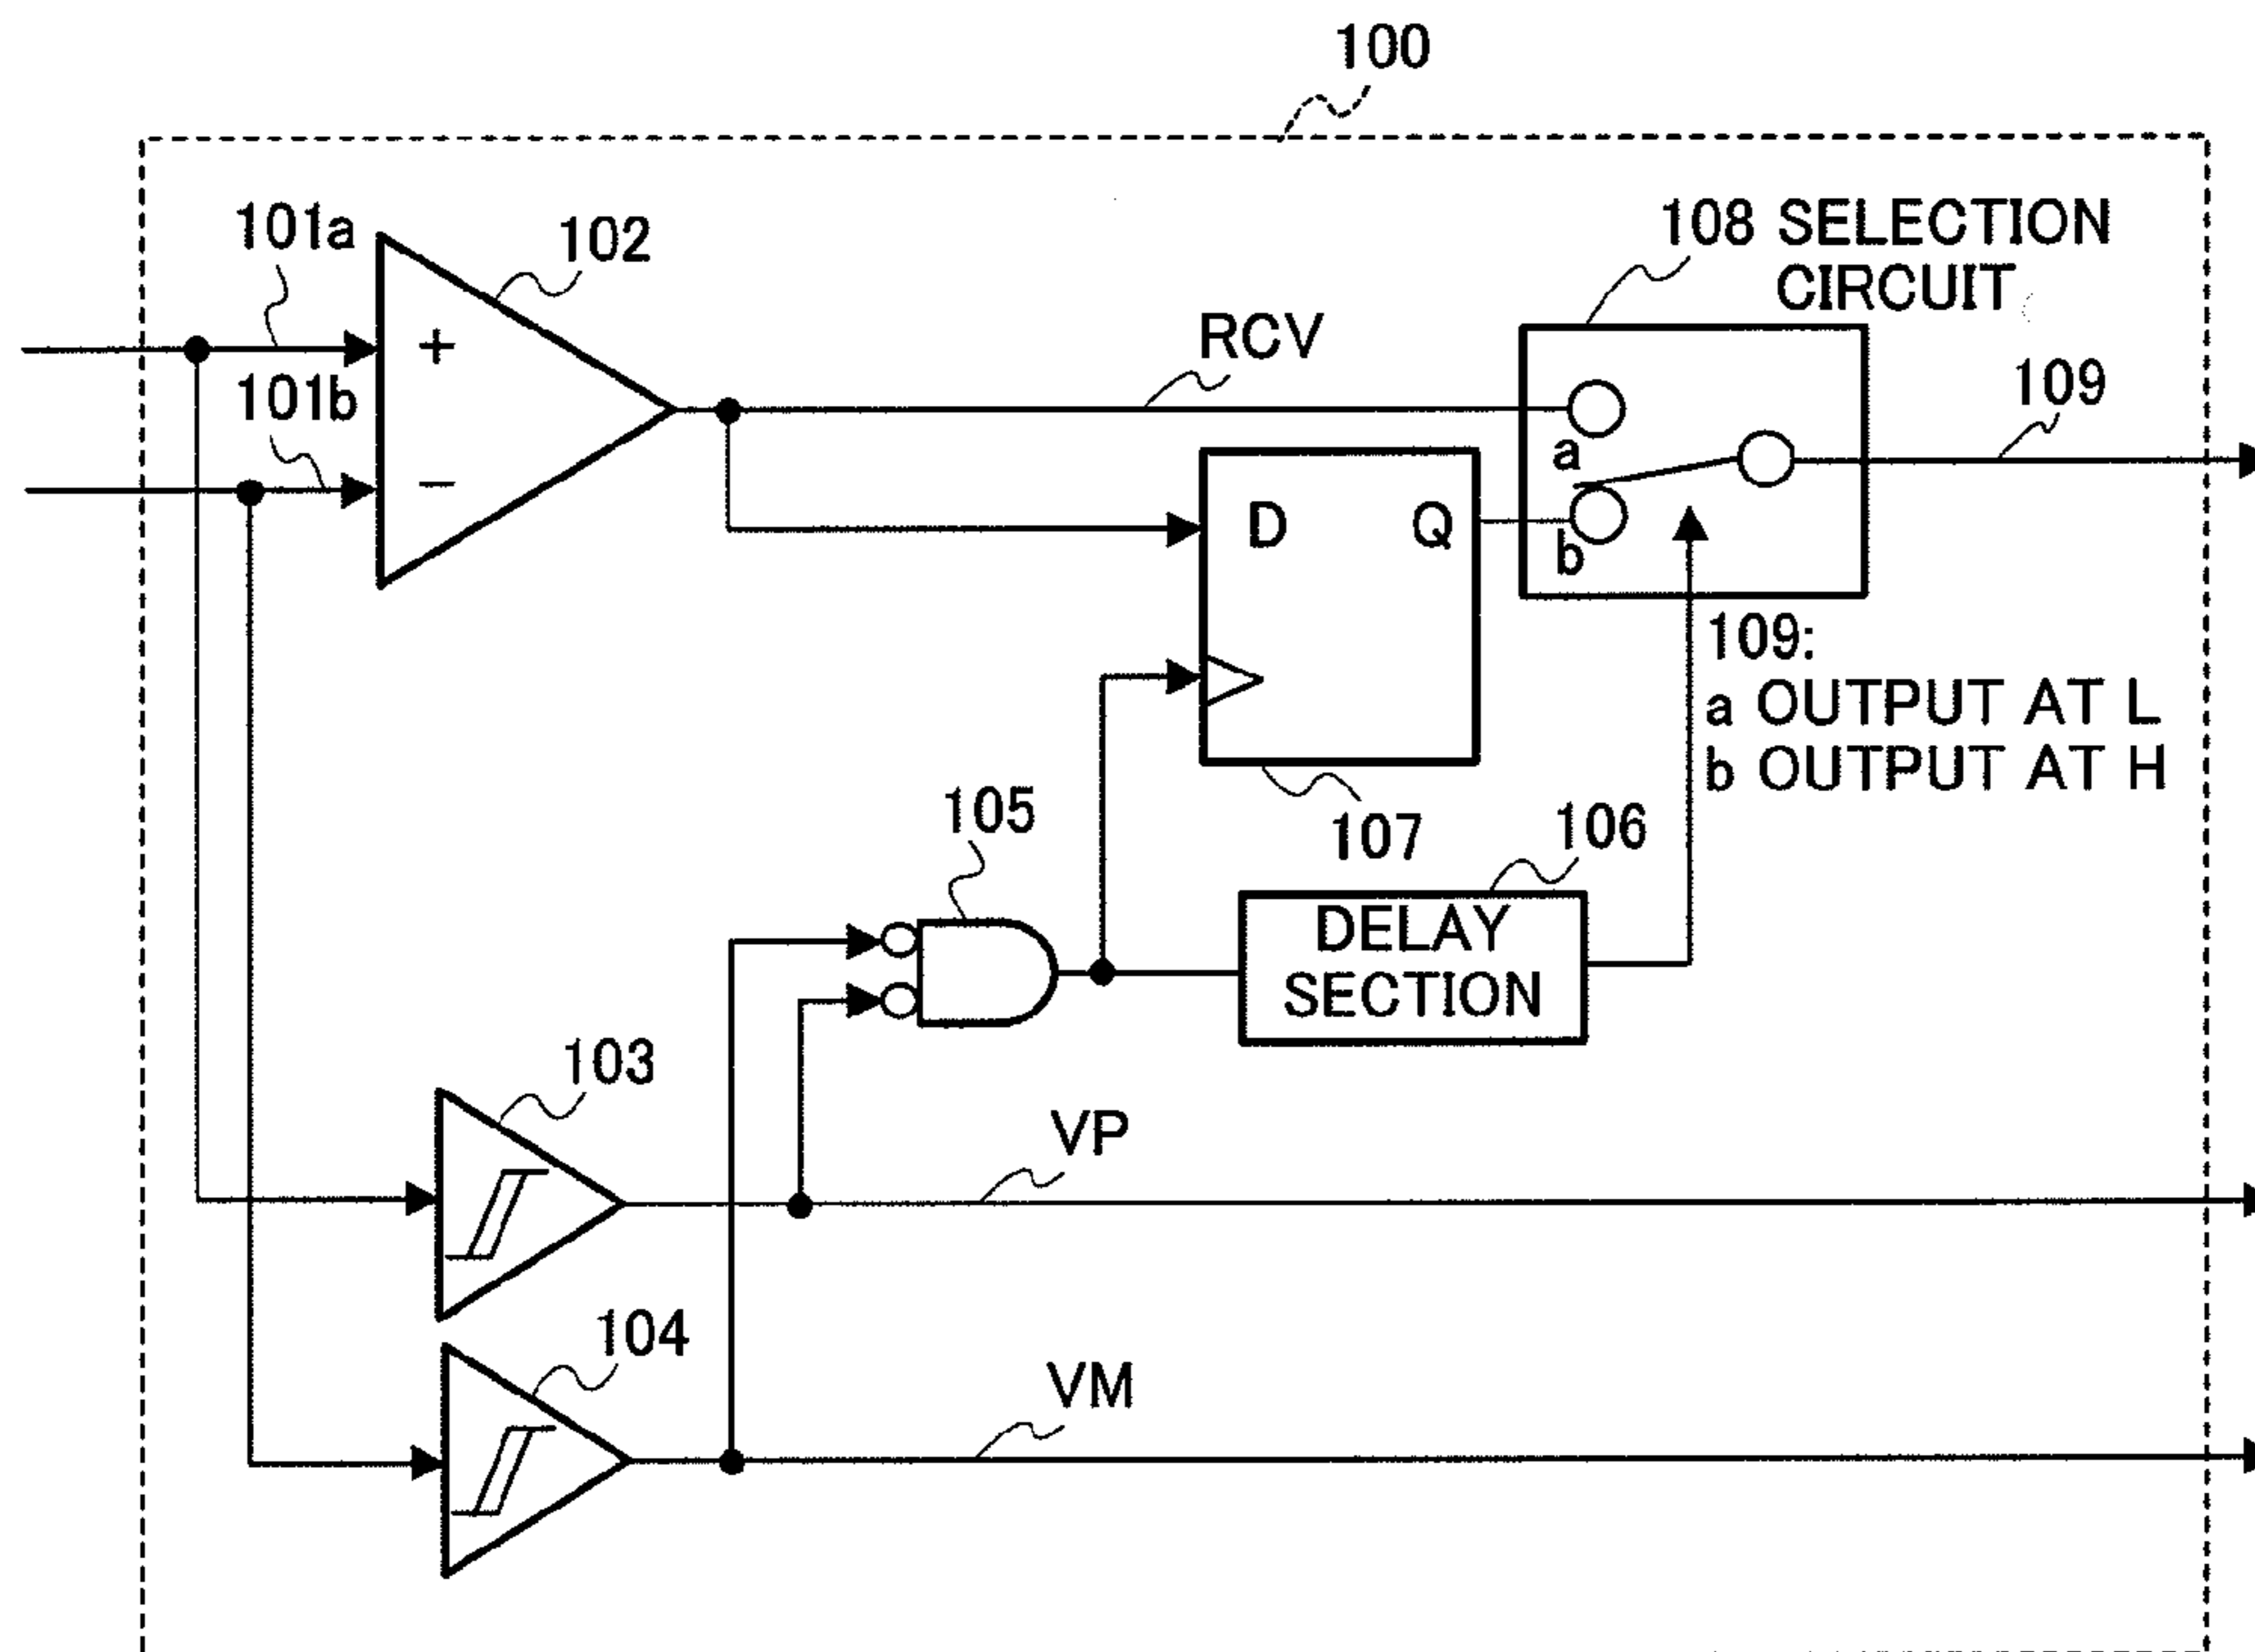 100
101a
102
108 SELECTION
CIRCUIT
RCV
109
101b
+
−
a
b
D
Q
109:
a OUTPUT AT L
b OUTPUT AT H
105
107
106
DELAY
SECTION
103
VP
104
VM